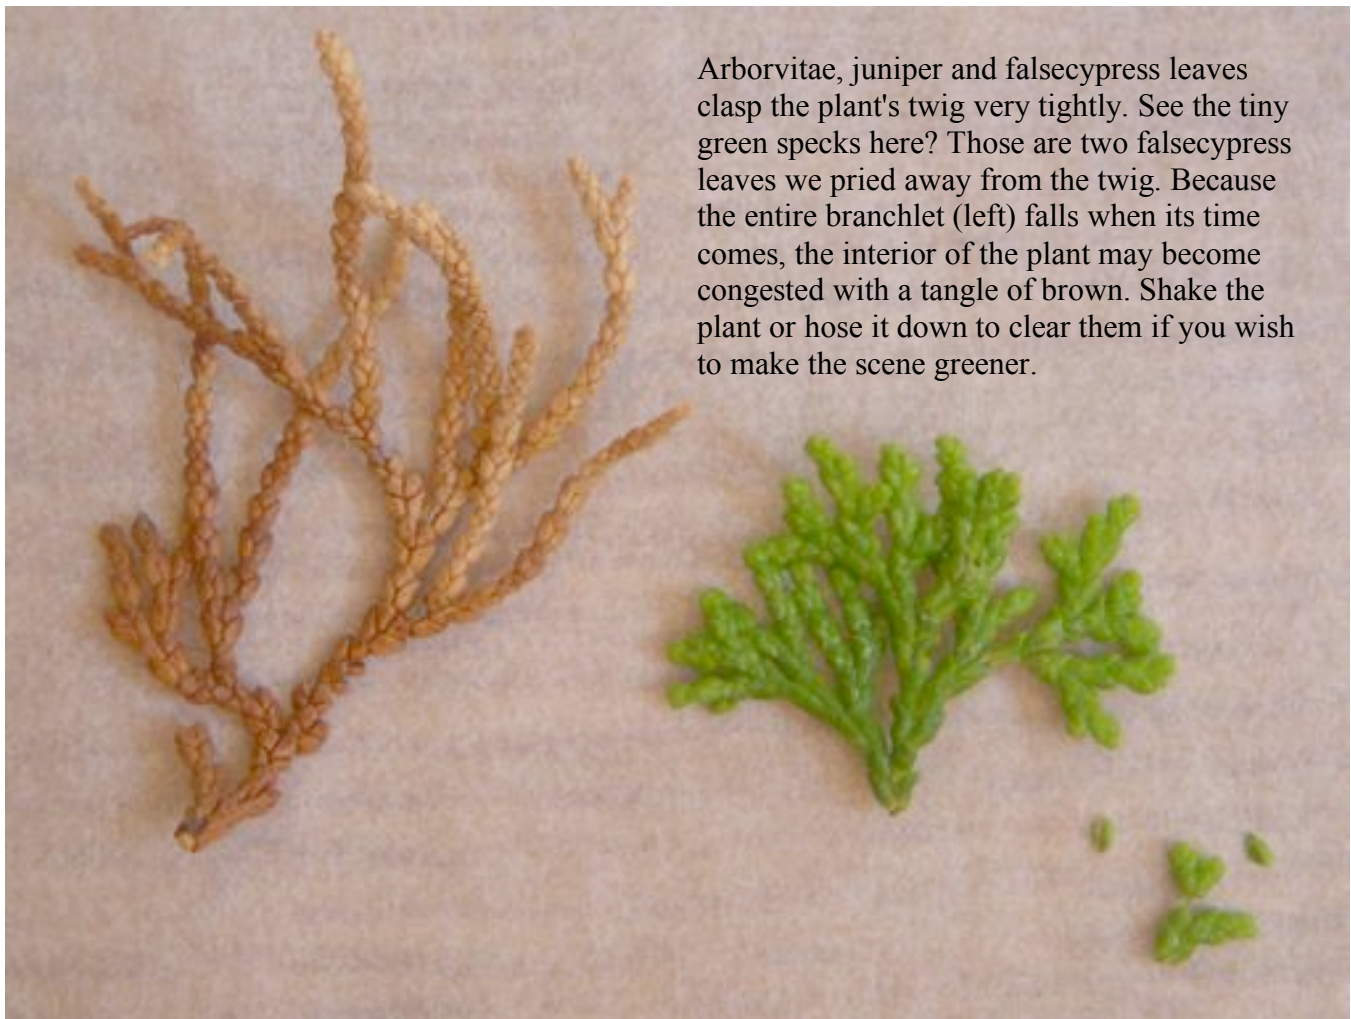 Arborvitae, juniper and falsecypress leaves
clasp the plant's twig very tightly. See the tiny
green specks here? Those are two falsecypress
leaves we pried away from the twig. Because
the entire branchlet (left) falls when its time
comes, the interior of the plant may become
congested with a tangle of brown. Shake the
plant or hose it down to clear them if you wish
to make the scene greener.